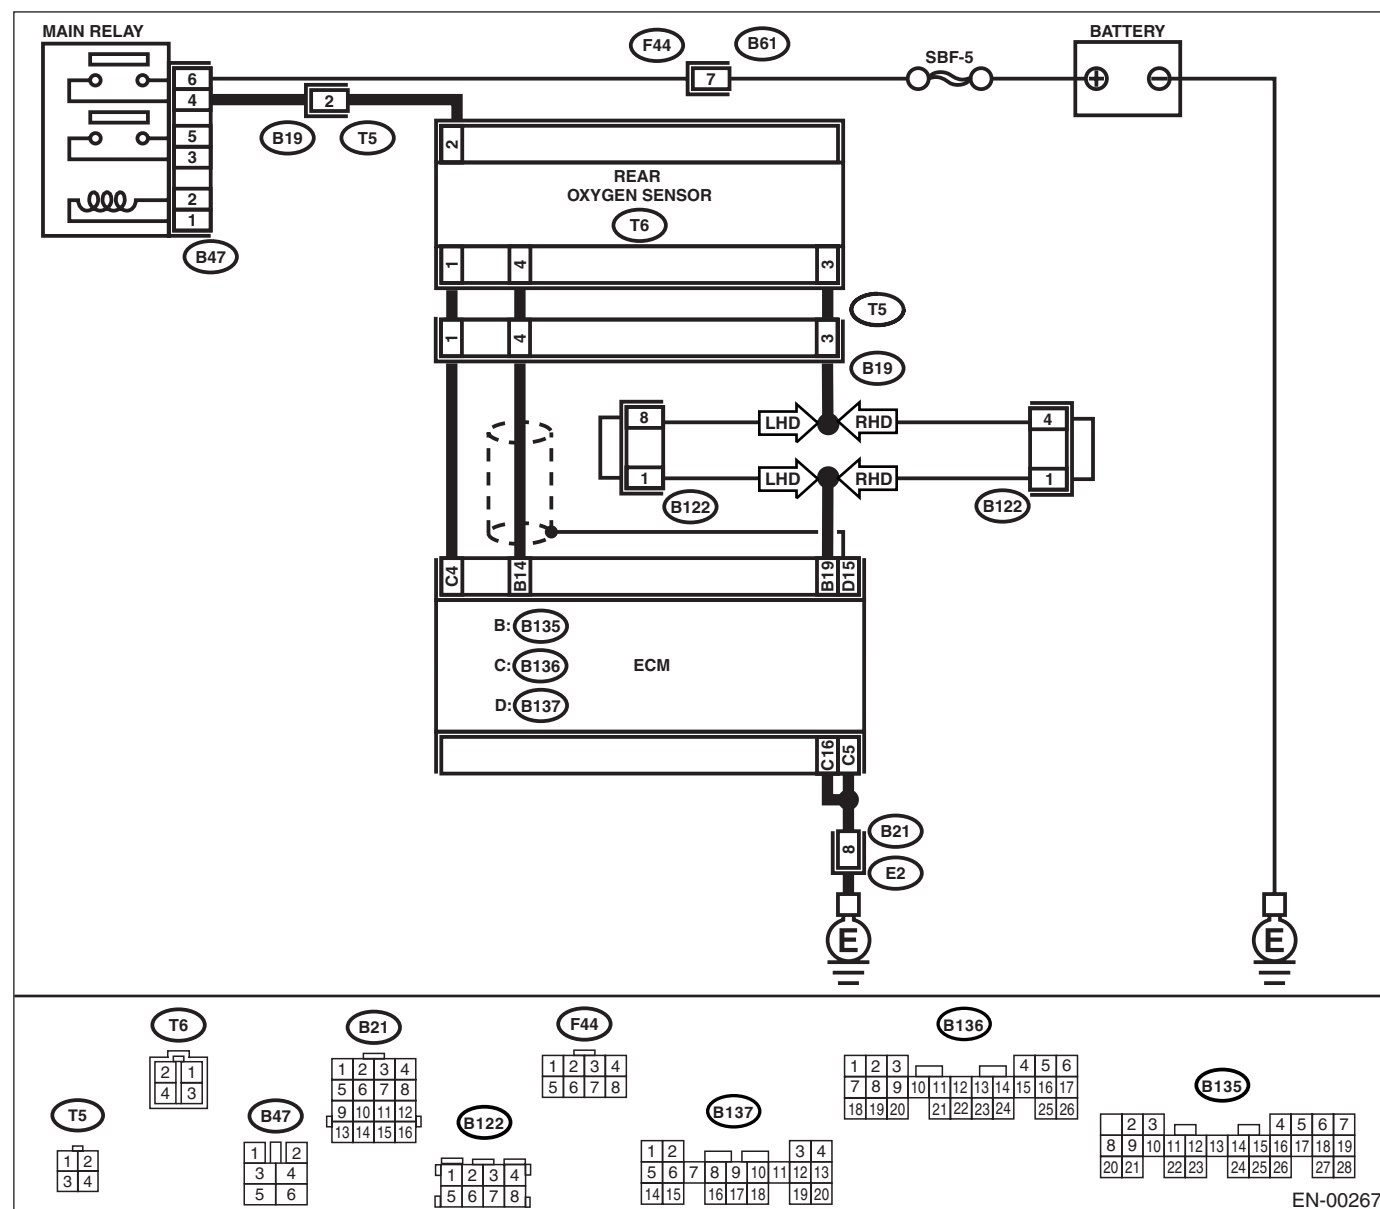 MAIN RELAY
BATTERY
F44
B61
SBF-5
6
7
4
2
B19
T5
5
3
2
REAR
OXYGEN SENSOR
2
1
T6
B47
1
4
3
T5
1
4
3
B19
8
LHD
RHD
4
1
LHD
RHD
1
B122
B122
C4
B14
B19
D15
B: B135
C: B136
ECM
D: B137
C16
C5
B21
8
E2
E
E
T6
B21
F44
B136
2 1
4 3
1 2 3 4
5 6 7 8
9 10 11 12
13 14 15 16
1 2 3 4
5 6 7 8
1 2 3 4 5 6
7 8 9 10 11 12 13 14 15 16 17
18 19 20 21 22 23 24 25 26
B135
T5
B47
B122
B137
1 2
3 4
1 2
3 4
5 6
1 2 3 4
5 6 7 8
1 2 3 4
5 6 7 8 9 10 11 12 13
14 15 16 17 18 19 20
2 3 4 5 6 7
8 9 10 11 12 13 14 15 16 17 18 19
20 21 22 23 24 25 26 27 28
EN-00267